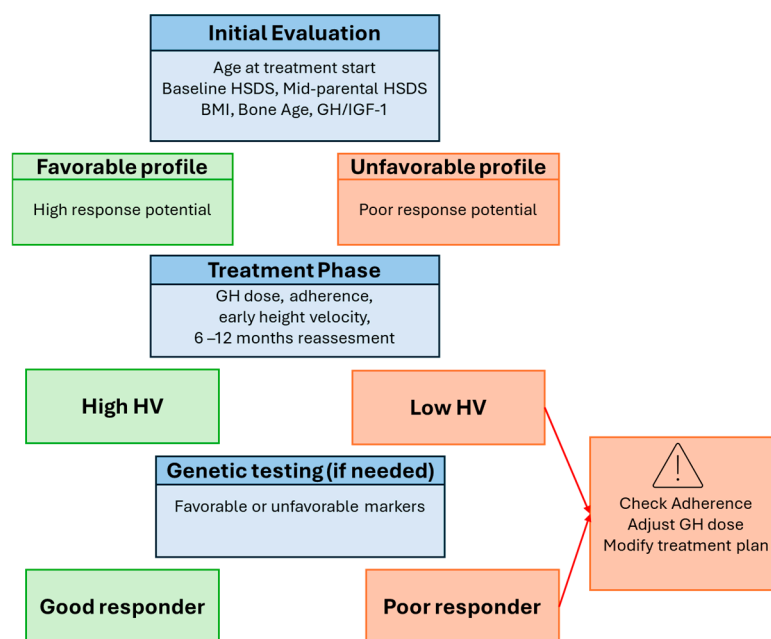 Initial Evaluation
Age at treatment start
Baseline HSDS, Mid-parental HSDS
BMI, Bone Age, GH/IGF-1
Favorable profile
High response potential
Unfavorable profile
Poor response potential
Treatment Phase
GH dose, adherence,
early height velocity,
6 –12 months reassesment
High HV
Low HV
Genetic testing (if needed)
Favorable or unfavorable markers
Check Adherence
Adjust GH dose
Modify treatment plan
Good responder
Poor responder